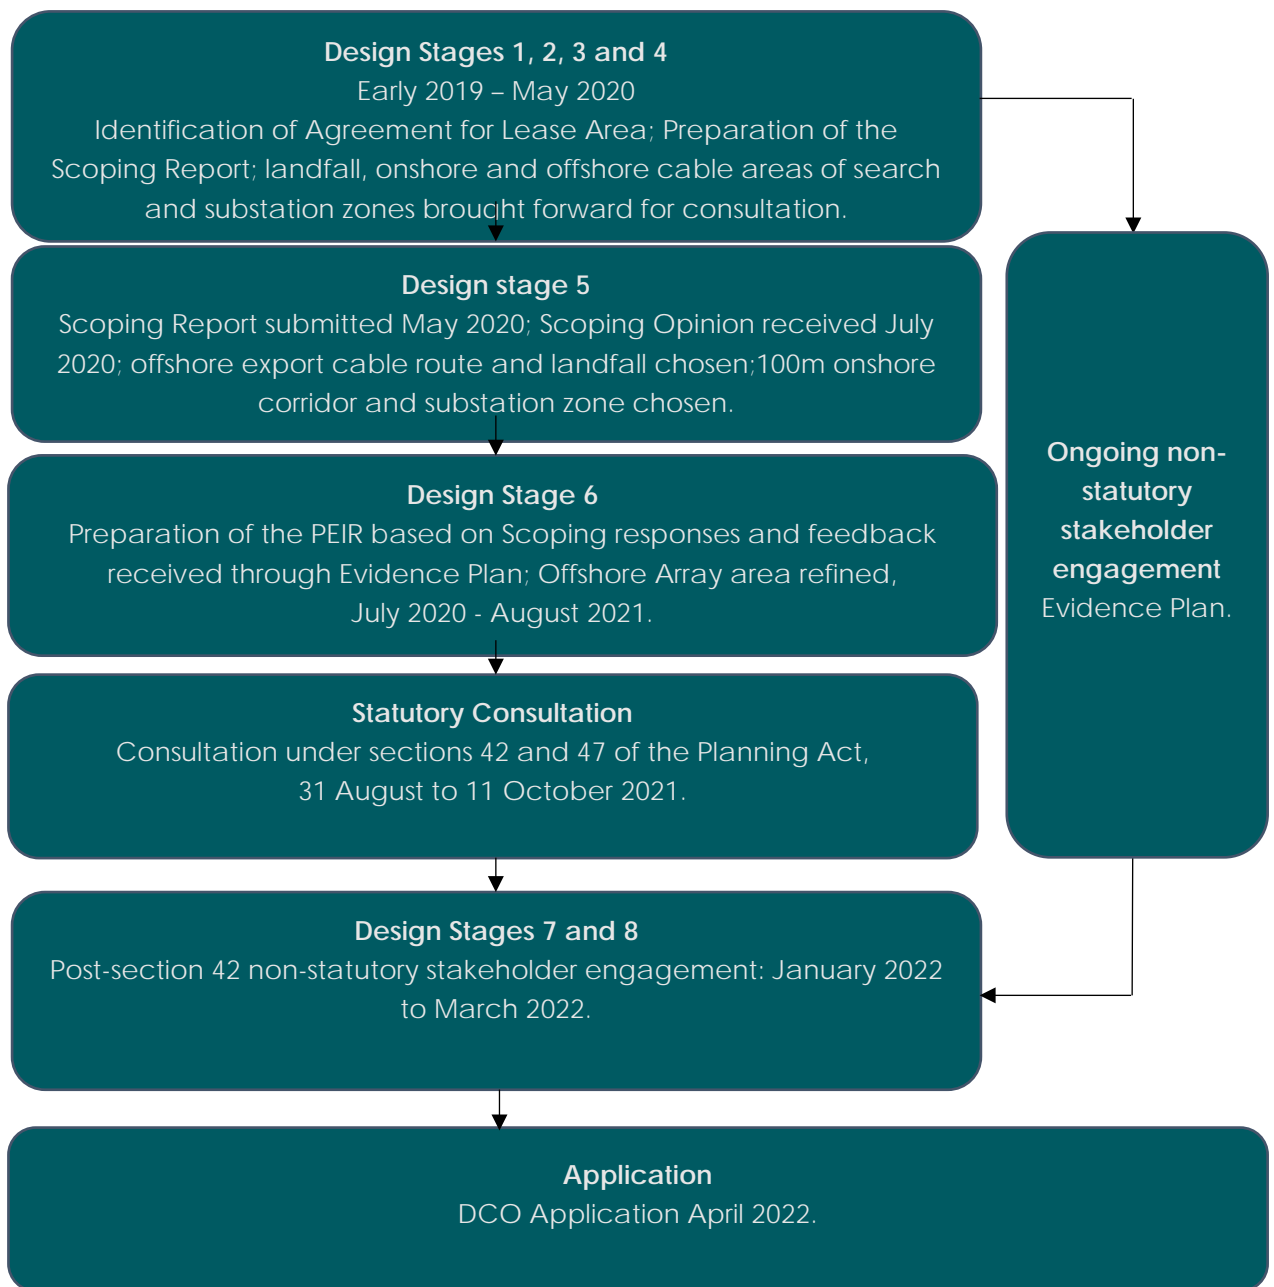 Design Stages 1, 2, 3 and 4
Early 2019 – May 2020
Identification of Agreement for Lease Area; Preparation of the
Scoping Report; landfall, onshore and offshore cable areas of search
and substation zones brought forward for consultation.
Design stage 5
Scoping Report submitted May 2020; Scoping Opinion received July
2020; offshore export cable route and landfall chosen;100m onshore
corridor and substation zone chosen.
Design Stage 6
Preparation of the PEIR based on Scoping responses and feedback
received through Evidence Plan; Offshore Array area refined,
July 2020 - August 2021.
Statutory Consultation
Consultation under sections 42 and 47 of the Planning Act,
31 August to 11 October 2021.
Design Stages 7 and 8
Post-section 42 non-statutory stakeholder engagement: January 2022
to March 2022.
Ongoing non-
statutory
stakeholder
engagement
Evidence Plan.
Application
DCO Application April 2022.